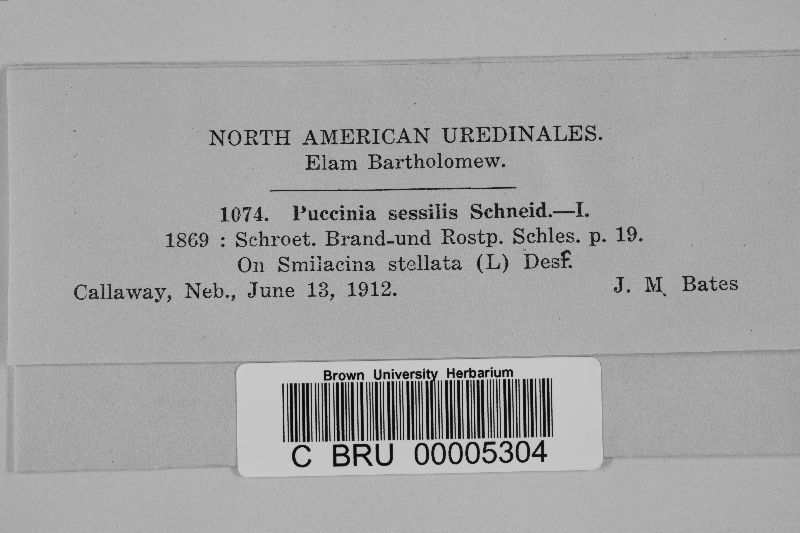 NORTH AMERICAN UREDINALES.
Elam Bartholomew.
1074. Puccinia sessilis Schneid.—I.
1869 : Schroet. Brand-und Rostp. Schles. p. 19.
On Smilacina stellata (L) Desf.
Callaway, Neb., June 13, 1912. J. M. Bates
Brown University Herbarium
C BRU 00005304